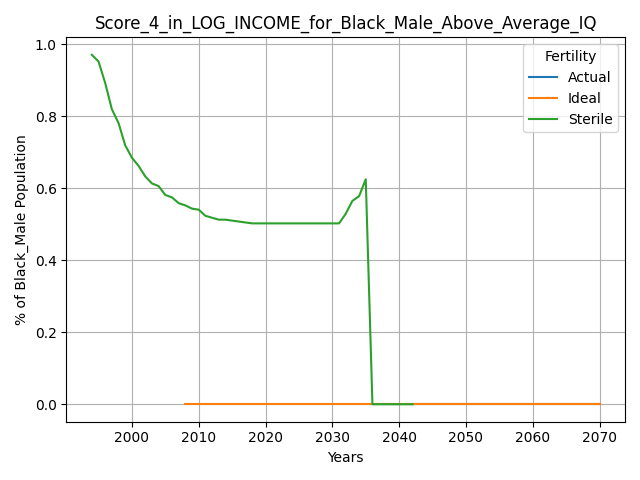 Score_4_in_LOG_INCOME_for_Black_Male_Above_Average_IQ
Fertility
Actual
Ideal
Sterile
% of Black_Male Population
1.0
0.8
0.6
0.4
0.2
0.0
2000 2010 2020 2030 2040 2050 2060 2070
Years